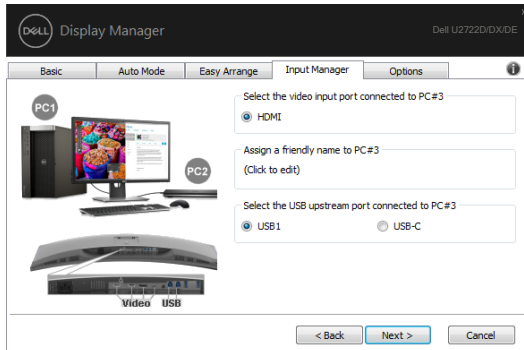 DELL Display Manager
Dell U2722D/DX/DE
Basic Auto Mode Easy Arrange Input Manager Options
Select the video input port connected to PC#3
HDMI
Assign a friendly name to PC#3
(Click to edit)
Select the USB upstream port connected to PC#3
USB1 USB-C
PC1
PC2
Video USB
< Back Next > Cancel